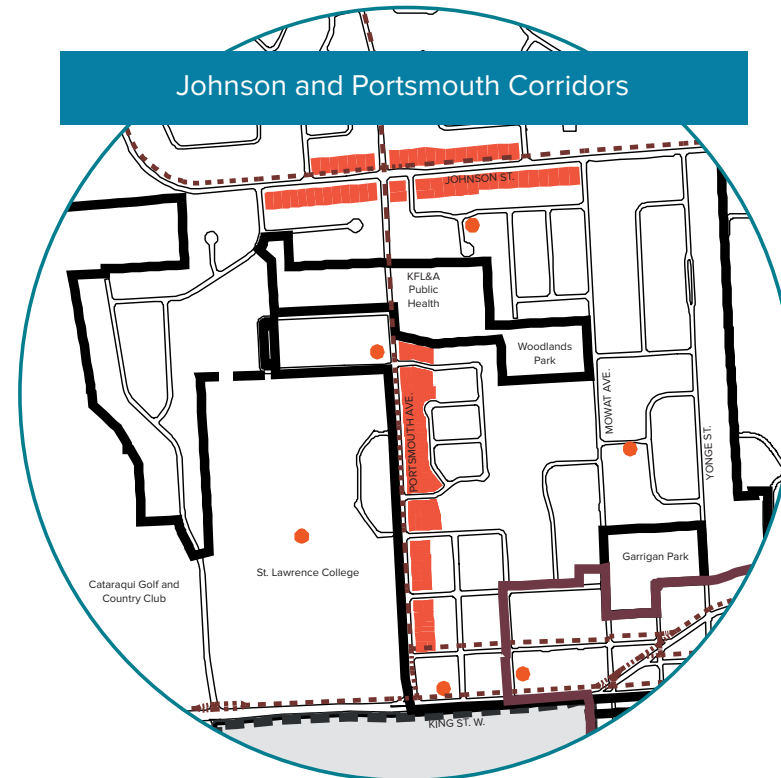 Johnson and Portsmouth Corridors
JOHNSON ST.
KFL&A
Public
Health
Woodlands
Park
PORTSMOUTH AVE.
MOWAT AVE.
YONGE ST.
Garrigan Park
St. Lawrence College
Cataraqui Golf and
Country Club
KING ST. W.